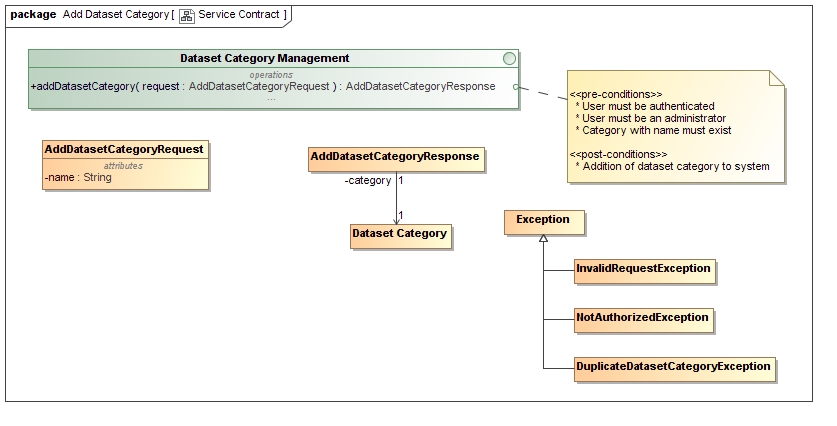 package Add Dataset Category [ Service Contract ]
Dataset Category Management
operations
+addDatasetCategory( request : AddDatasetCategoryRequest ) : AddDatasetCategoryResponse
...
<<pre-conditions>>
* User must be authenticated
* User must be an administrator
* Category with name must exist
<<post-conditions>>
* Addition of dataset category to system
AddDatasetCategoryRequest
attributes
-name : String
AddDatasetCategoryResponse
-category 1
1
Dataset Category
Exception
InvalidRequestException
NotAuthorizedException
DuplicateDatasetCategoryException